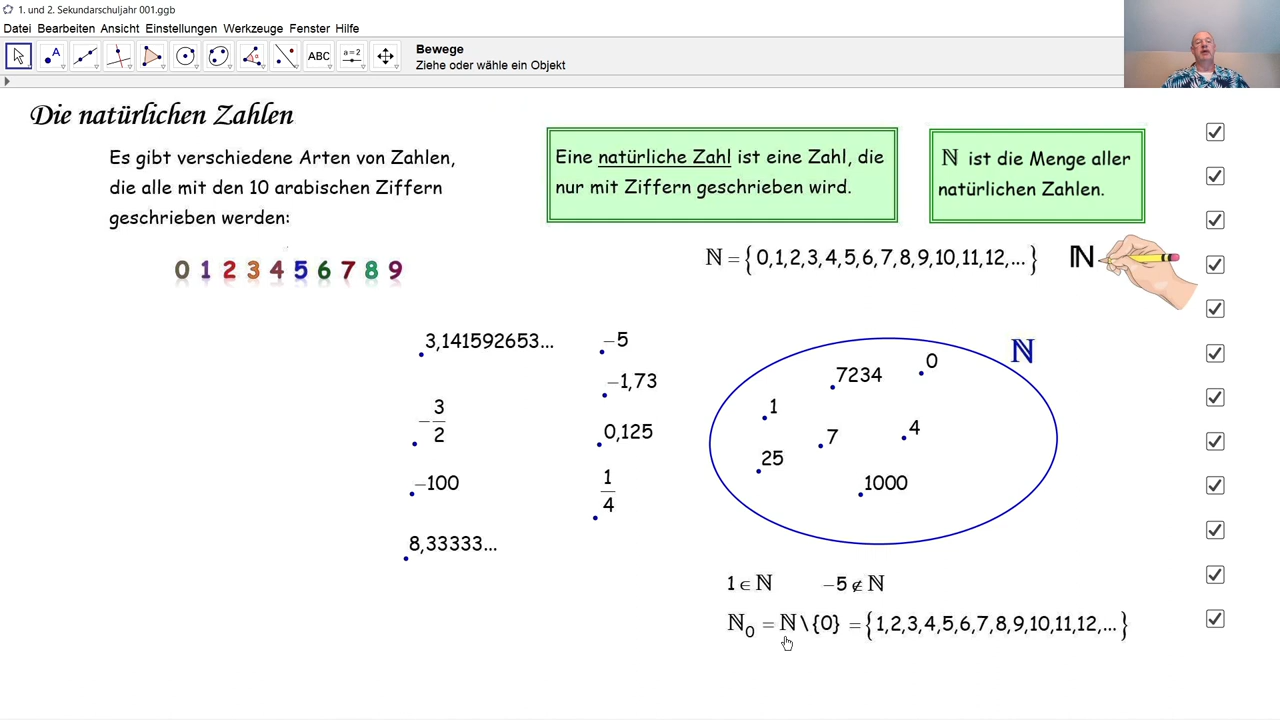 1. und 2. Sekundarschuljahr 001.ggb
Datei Bearbeiten Ansicht Einstellungen Werkzeuge Fenster Hilfe
A ABC a=2 Bewege
Ziehe oder wähle ein Objekt
Die natürlichen Zahlen
Es gibt verschiedene Arten von Zahlen,
die alle mit den 10 arabischen Ziffern
geschrieben werden:
0 1 2 3 4 5 6 7 8 9
Eine natürliche Zahl ist eine Zahl, die
nur mit Ziffern geschrieben wird.
ℕ ist die Menge aller
natürlichen Zahlen.
ℕ = {0,1,2,3,4,5,6,7,8,9,10,11,12,...}
ℕ
3,141592653...
−5
−1,73
−3/2
0,125
−100
1/4
8,33333...
ℕ
0
7234
1
7
4
25
1000
1 ∈ ℕ −5 ∉ ℕ
ℕ₀ = ℕ \ {0} = {1,2,3,4,5,6,7,8,9,10,11,12,...}